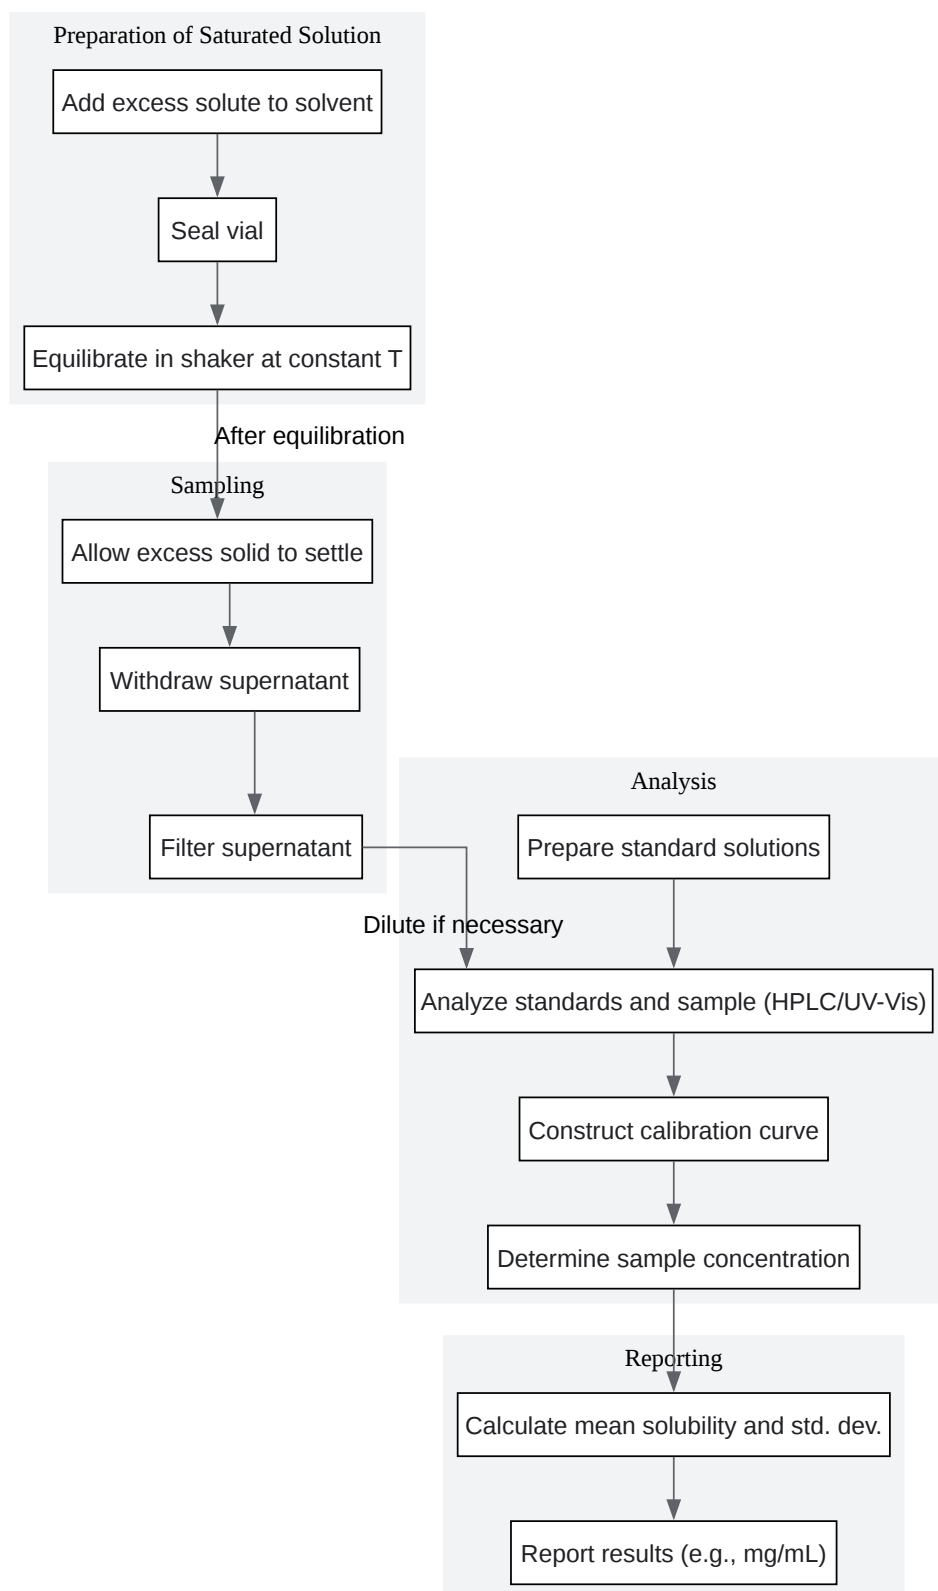 Preparation of Saturated Solution
Add excess solute to solvent
Seal vial
Equilibrate in shaker at constant T
After equilibration
Sampling
Allow excess solid to settle
Withdraw supernatant
Filter supernatant
Dilute if necessary
Analysis
Prepare standard solutions
Analyze standards and sample (HPLC/UV-Vis)
Construct calibration curve
Determine sample concentration
Reporting
Calculate mean solubility and std. dev.
Report results (e.g., mg/mL)